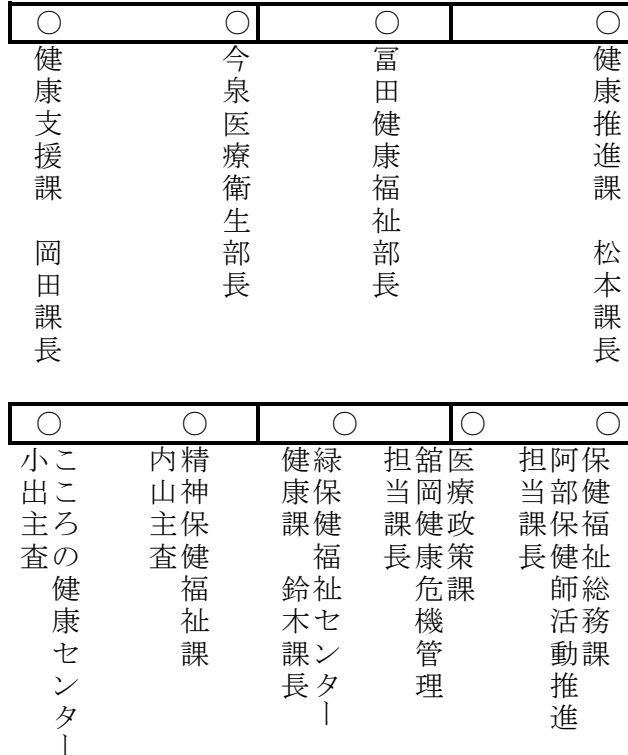 ○ ○ ○ ○
健康推進課　松本課長
冨田健康福祉部長
今泉医療衛生部長
健康支援課　岡田課長
○ ○ ○ ○ ○
保健福祉総務課
阿部保健師活動推進
担当課長
医療政策課
舘岡健康危機管理
担当課長
緑保健福祉センター
健康課　鈴木課長
精神保健福祉課
内山主査
こころの健康センター
小出主査